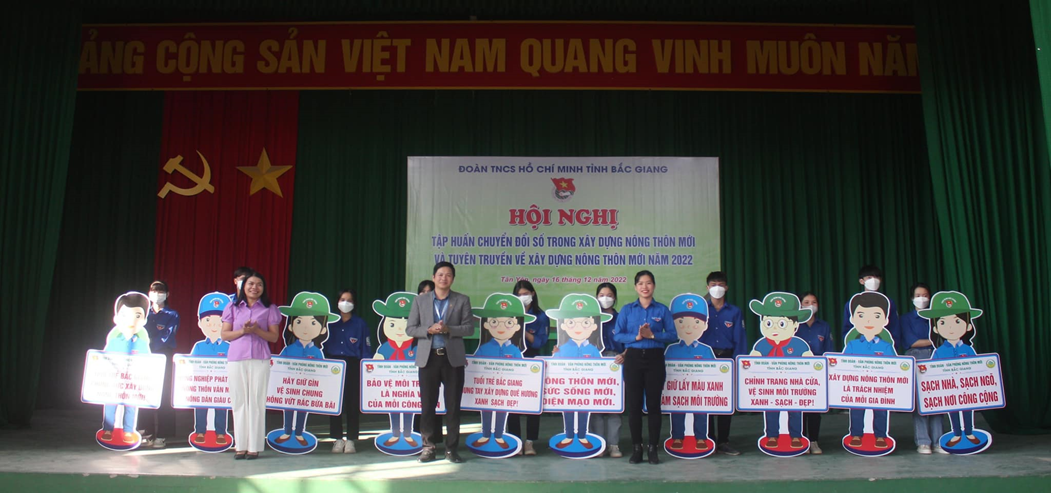 ĐẢNG CỘNG SẢN VIỆT NAM QUANG VINH MUÔN NĂM
ĐOÀN TNCS HỒ CHÍ MINH TỈNH BẮC GIANG
HỘI NGHỊ
TẬP HUẤN CHUYỂN ĐỔI SỐ TRONG XÂY DỰNG NÔNG THÔN MỚI
VÀ TUYÊN TRUYỀN VỀ XÂY DỰNG NÔNG THÔN MỚI NĂM 2022
Tân Yên, ngày 16 tháng 12 năm 2022
HÃY GIỮ GÌN
VỆ SINH CHUNG
KHÔNG VỨT RÁC BỪA BÃI
BẢO VỆ MÔI
LÀ NGHĨA
CỦA MỖI CÔNG
TUỔI TRẺ BẮC GIANG
CHUNG TAY XÂY DỰNG QUÊ HƯƠNG
XANH SẠCH ĐẸP!
NÔNG THÔN MỚI,
SỨC SỐNG MỚI,
DIỆN MẠO MỚI.
GIỮ LẤY MÀU XANH
LÀM SẠCH MÔI TRƯỜNG
CHỈNH TRANG NHÀ CỬA,
VỆ SINH MÔI TRƯỜNG
XANH - SẠCH - ĐẸP!
XÂY DỰNG NÔNG THÔN MỚI
LÀ TRÁCH NHIỆM
CỦA MỖI GIA ĐÌNH
SẠCH NHÀ, SẠCH NGÕ,
SẠCH NƠI CÔNG CỘNG